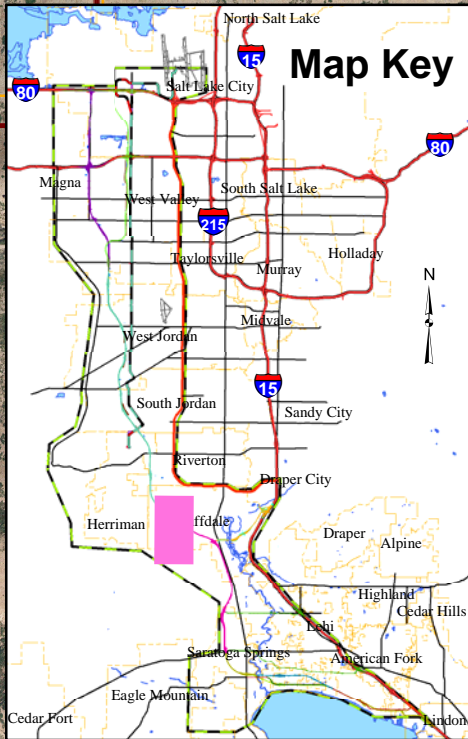 North Salt Lake
15
Map Key
80
Salt Lake City
80
Magna
West Valley
South Salt Lake
215
Holladay
Taylorsville
Murray
N
Midvale
West Jordan
15
South Jordan
Sandy City
Riverton
Draper City
Herriman
ffdale
Draper
Alpine
Highland
Cedar Hills
Lehi
Saratoga Springs
American Fork
Eagle Mountain
Cedar Fort
Lindon